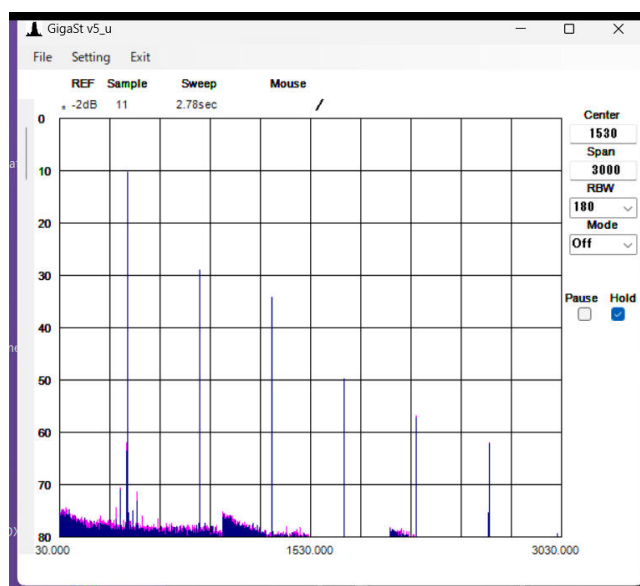 GigaSt v5_u
File Setting Exit
REF Sample Sweep Mouse
-2dB 11 2.78sec /
0
10
20
30
40
50
60
70
80
30.000 1530.000 3030.000
Center
1530
Span
3000
RBW
180
Mode
Off
Pause Hold